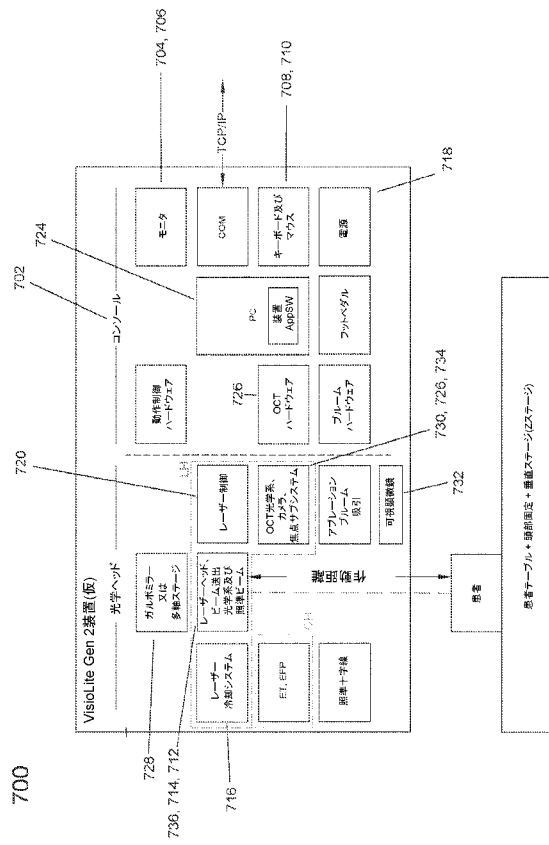 700
VisioLite Gen 2装置(仮)
光学ヘッド
コンソール
702
724
704, 706
728
ガルボミラー
又は
多軸ステージ
動作制御
ハードウェア
モニタ
720
736, 714, 712
716
レーザー
冷却システム
レーザーヘッド、
ビーム送出
光学系及び
照準ビーム
レーザー制御
PC
装置
AppSW
COM
TCP/IP
ET, EFP
OCT光学系、
カメラ、
焦点サブシステム
726
OCT
ハードウェア
キーボード及び
マウス
708, 710
照準十字線
作動距離
アブレーション
プルーム
吸引
可視顕微鏡
プルーム
ハードウェア
フットペダル
電源
718
730, 726, 734
732
患者
患者テーブル + 頭部固定 + 垂直ステージ(Zステージ)